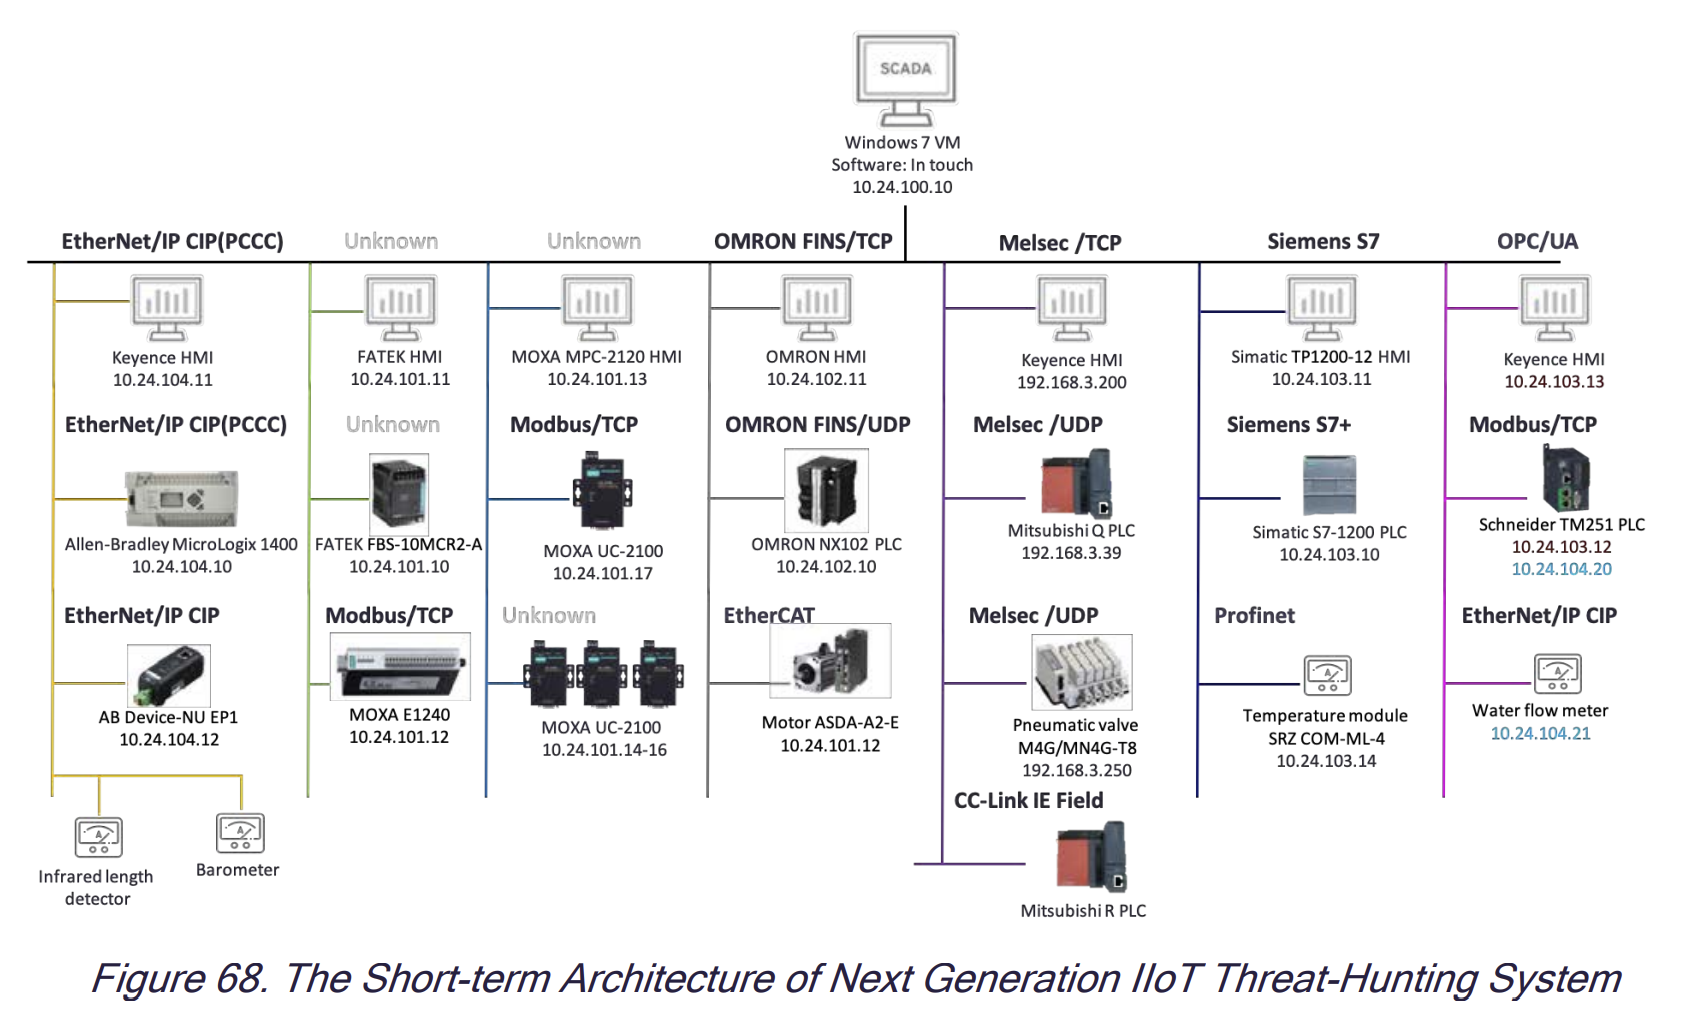 SCADA
Windows 7 VM
Software: In touch
10.24.100.10
EtherNet/IP CIP(PCCC)
Unknown
Unknown
OMRON FINS/TCP
Melsec /TCP
Siemens S7
OPC/UA
Keyence HMI
10.24.104.11
FATEK HMI
10.24.101.11
MOXA MPC-2120 HMI
10.24.101.13
OMRON HMI
10.24.102.11
Keyence HMI
192.168.3.200
Simatic TP1200-12 HMI
10.24.103.11
Keyence HMI
10.24.103.13
EtherNet/IP CIP(PCCC)
Unknown
Modbus/TCP
OMRON FINS/UDP
Melsec /UDP
Siemens S7+
Modbus/TCP
Allen-Bradley MicroLogix 1400
10.24.104.10
FATEK FBS-10MCR2-A
10.24.101.10
MOXA UC-2100
10.24.101.17
OMRON NX102 PLC
10.24.102.10
Mitsubishi Q PLC
192.168.3.39
Simatic S7-1200 PLC
10.24.103.10
Schneider TM251 PLC
10.24.103.12
10.24.104.20
EtherNet/IP CIP
Modbus/TCP
Unknown
EtherCAT
Melsec /UDP
Profinet
EtherNet/IP CIP
AB Device-NU EP1
10.24.104.12
MOXA E1240
10.24.101.12
MOXA UC-2100
10.24.101.14-16
Motor ASDA-A2-E
10.24.101.12
Pneumatic valve
M4G/MN4G-T8
192.168.3.250
Temperature module
SRZ COM-ML-4
10.24.103.14
Water flow meter
10.24.104.21
CC-Link IE Field
A
A
A
A
Infrared length
detector
Barometer
Mitsubishi R PLC
Figure 68. The Short-term Architecture of Next Generation IIoT Threat-Hunting System